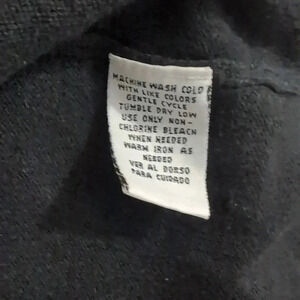 MACHINE WASH COLD
WITH LIKE COLORS
GENTLE CYCLE
TUMBLE DRY LOW
USE ONLY NON-
CHLORINE BLEACH
WHEN NEEDED
WARM IRON AS
NEEDED
VER AL DORSO
PARA CUIDADO